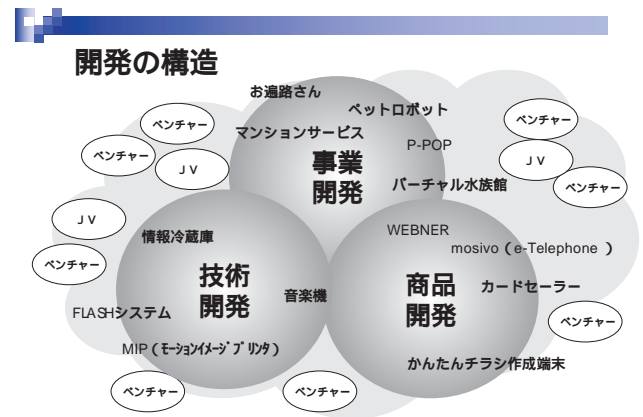 開発の構造
お遍路さん
ペットロボット
ベンチャー
ベンチャー
マンションサービス
P-POP
ベンチャー
ＪＶ
事業
開発
ＪＶ
バーチャル水族館
ベンチャー
ＪＶ
情報冷蔵庫
WEBNER
mosivo（e-Telephone ）
ベンチャー
技術
開発
音楽機
商品
開発
カードセーラー
FLASHシステム
ベンチャー
MIP（ﾓｰｼｮﾝｲﾒｰｼﾞﾌﾟﾘﾝﾀ）
かんたんチラシ作成端末
ベンチャー
ベンチャー